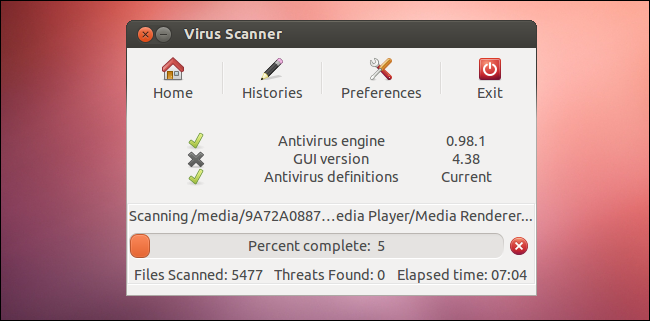 Virus Scanner
Home Histories Preferences Exit
Antivirus engine 0.98.1
GUI version 4.38
Antivirus definitions Current
Scanning /media/9A72A0887…edia Player/Media Renderer...
Percent complete: 5
Files Scanned: 5477 Threats Found: 0 Elapsed time: 07:04